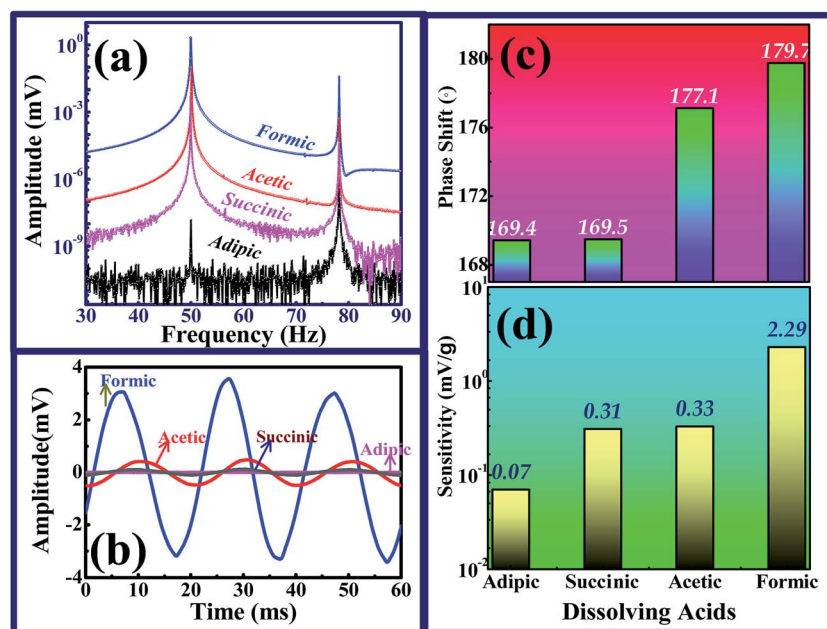 (a)
Amplitude (mV)
10^0
10^-3
10^-6
10^-9
Formic
Acetic
Succinic
Adipic
30 40 50 60 70 80 90
Frequency (Hz)
(b)
Amplitude(mV)
4
2
0
-2
-4
Formic
Acetic
Succinic
Adipic
0 10 20 30 40 50 60
Time (ms)
(c)
Phase Shift (°)
180
176
172
168
169.4
169.5
177.1
179.7
(d)
Sensitivity (mV/g)
10^1
10^0
10^-1
10^-2
0.07
0.31
0.33
2.29
Adipic Succinic Acetic Formic
Dissolving Acids